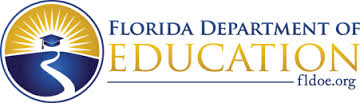 FLORIDA DEPARTMENT OF
EDUCATION
fldoe.org